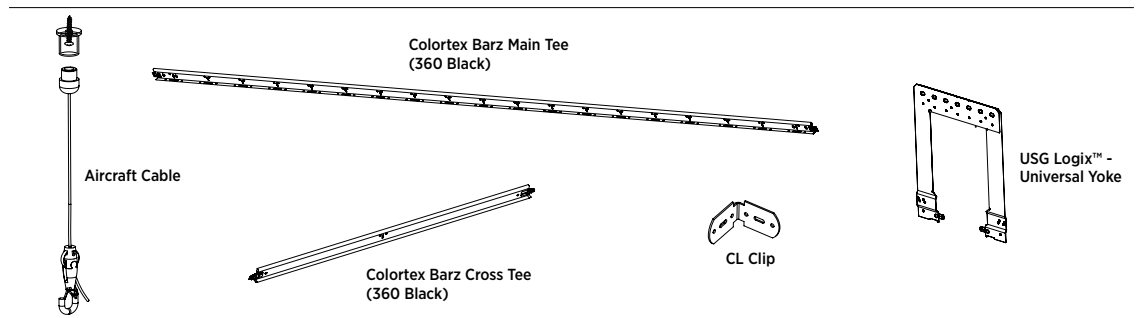 Colortex Barz Main Tee
(360 Black)
Aircraft Cable
USG Logix™ -
Universal Yoke
CL Clip
Colortex Barz Cross Tee
(360 Black)